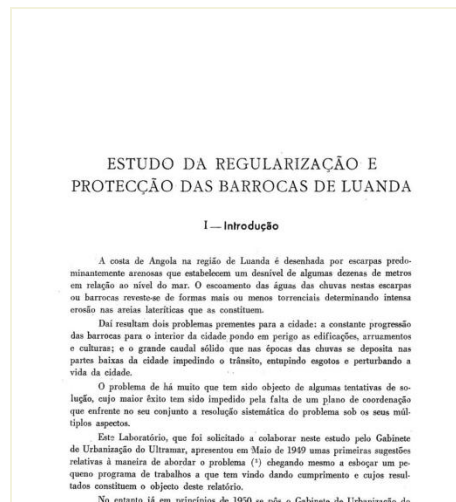 ESTUDO DA REGULARIZAÇÃO E
PROTECÇÃO DAS BARROCAS DE LUANDA
I — Introdução
A costa de Angola na região de Luanda é desenhada por escarpas predo-
minantemente arenosas que estabelecem um desnível de algumas dezenas de metros
em relação ao nível do mar. O escoamento das águas das chuvas nestas escarpas
ou barrocas reveste-se de formas mais ou menos torrenciais determinando intensa
erosão nas areias lateríticas que as constituem.
Daí resultam dois problemas prementes para a cidade: a constante progressão
das barrocas para o interior da cidade pondo em perigo as edificações, arruamentos
e culturas; e o grande caudal sólido que nas épocas das chuvas se deposita nas
partes baixas da cidade impedindo o trânsito, entupindo esgotos e perturbando a
vida da cidade.
O problema de há muito que tem sido objecto de algumas tentativas de so-
lução, cujo maior êxito tem sido impedido pela falta de um plano de coordenação
que enfrente no seu conjunto a resolução sistemática do problema sob os seus múl-
tiplos aspectos.
Este Laboratório, que foi solicitado a colaborar neste estudo pelo Gabinete
de Urbanização do Ultramar, apresentou em Maio de 1949 umas primeiras sugestões
relativas à maneira de abordar o problema (¹) chegando mesmo a esboçar um pe-
queno programa de trabalhos a que tem vindo dando cumprimento e cujos resul-
tados constituem o objecto deste relatório.
No entanto já em princípios de 1950 se pôs o Gabinete de Urbanização do